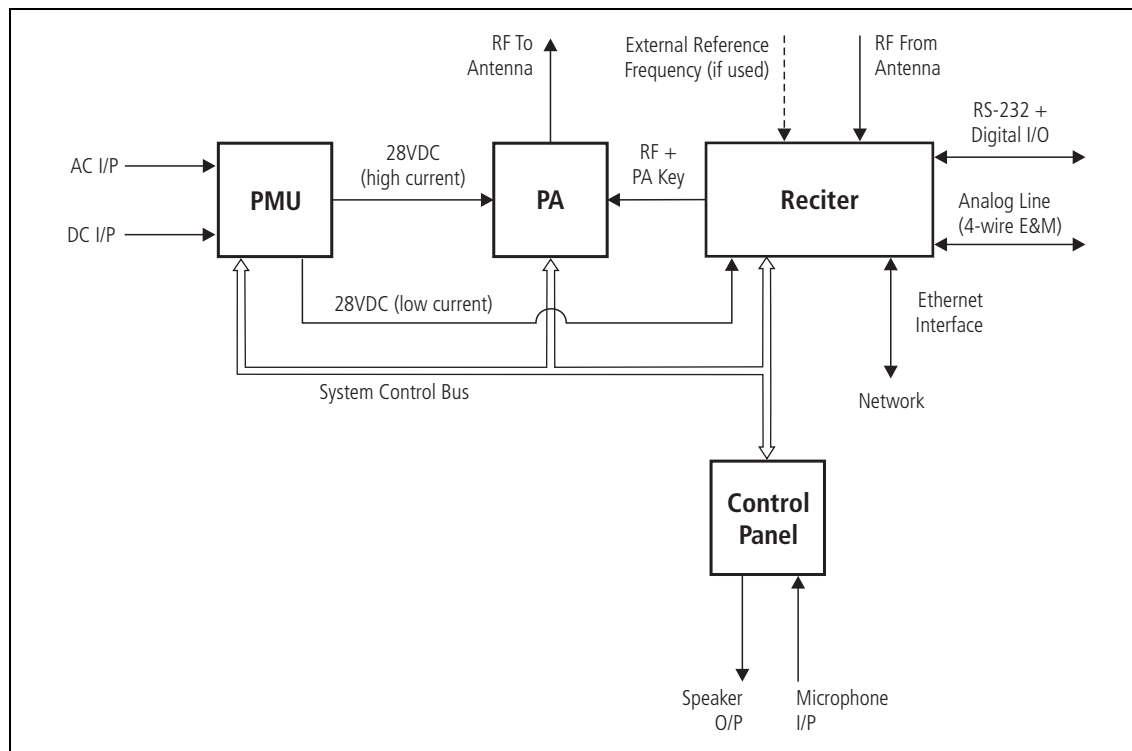 RF To
Antenna
External Reference
Frequency (if used)
RF From
Antenna
RS-232 +
Digital I/O
AC I/P
28VDC
(high current)
RF +
PA Key
PMU
PA
Reciter
Analog Line
(4-wire E&M)
DC I/P
28VDC (low current)
Ethernet
Interface
System Control Bus
Network
Control
Panel
Speaker
O/P
Microphone
I/P